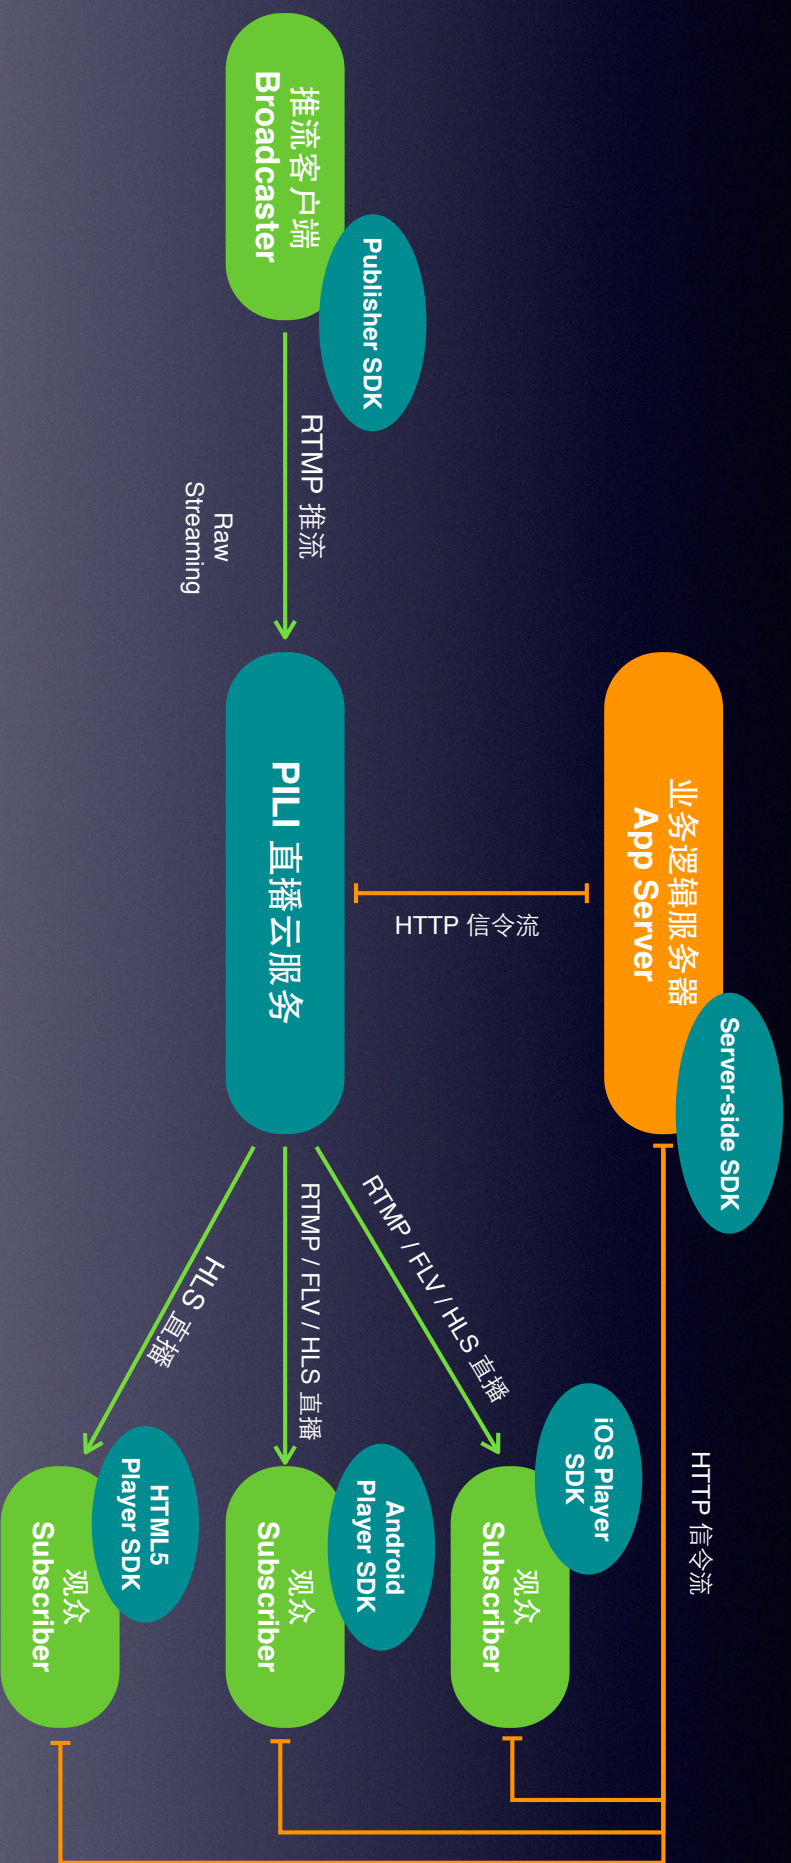 业务逻辑服务器
App Server
Server-side SDK
HTTP 信令流
HTTP 信令流
推流客户端
Broadcaster
Publisher SDK
RTMP 推流
Raw
Streaming
PILI 直播云服务
RTMP / FLV / HLS 直播
RTMP / FLV / HLS 直播
HLS 直播
iOS Player
SDK
观众
Subscriber
Android
Player SDK
观众
Subscriber
HTML5
Player SDK
观众
Subscriber